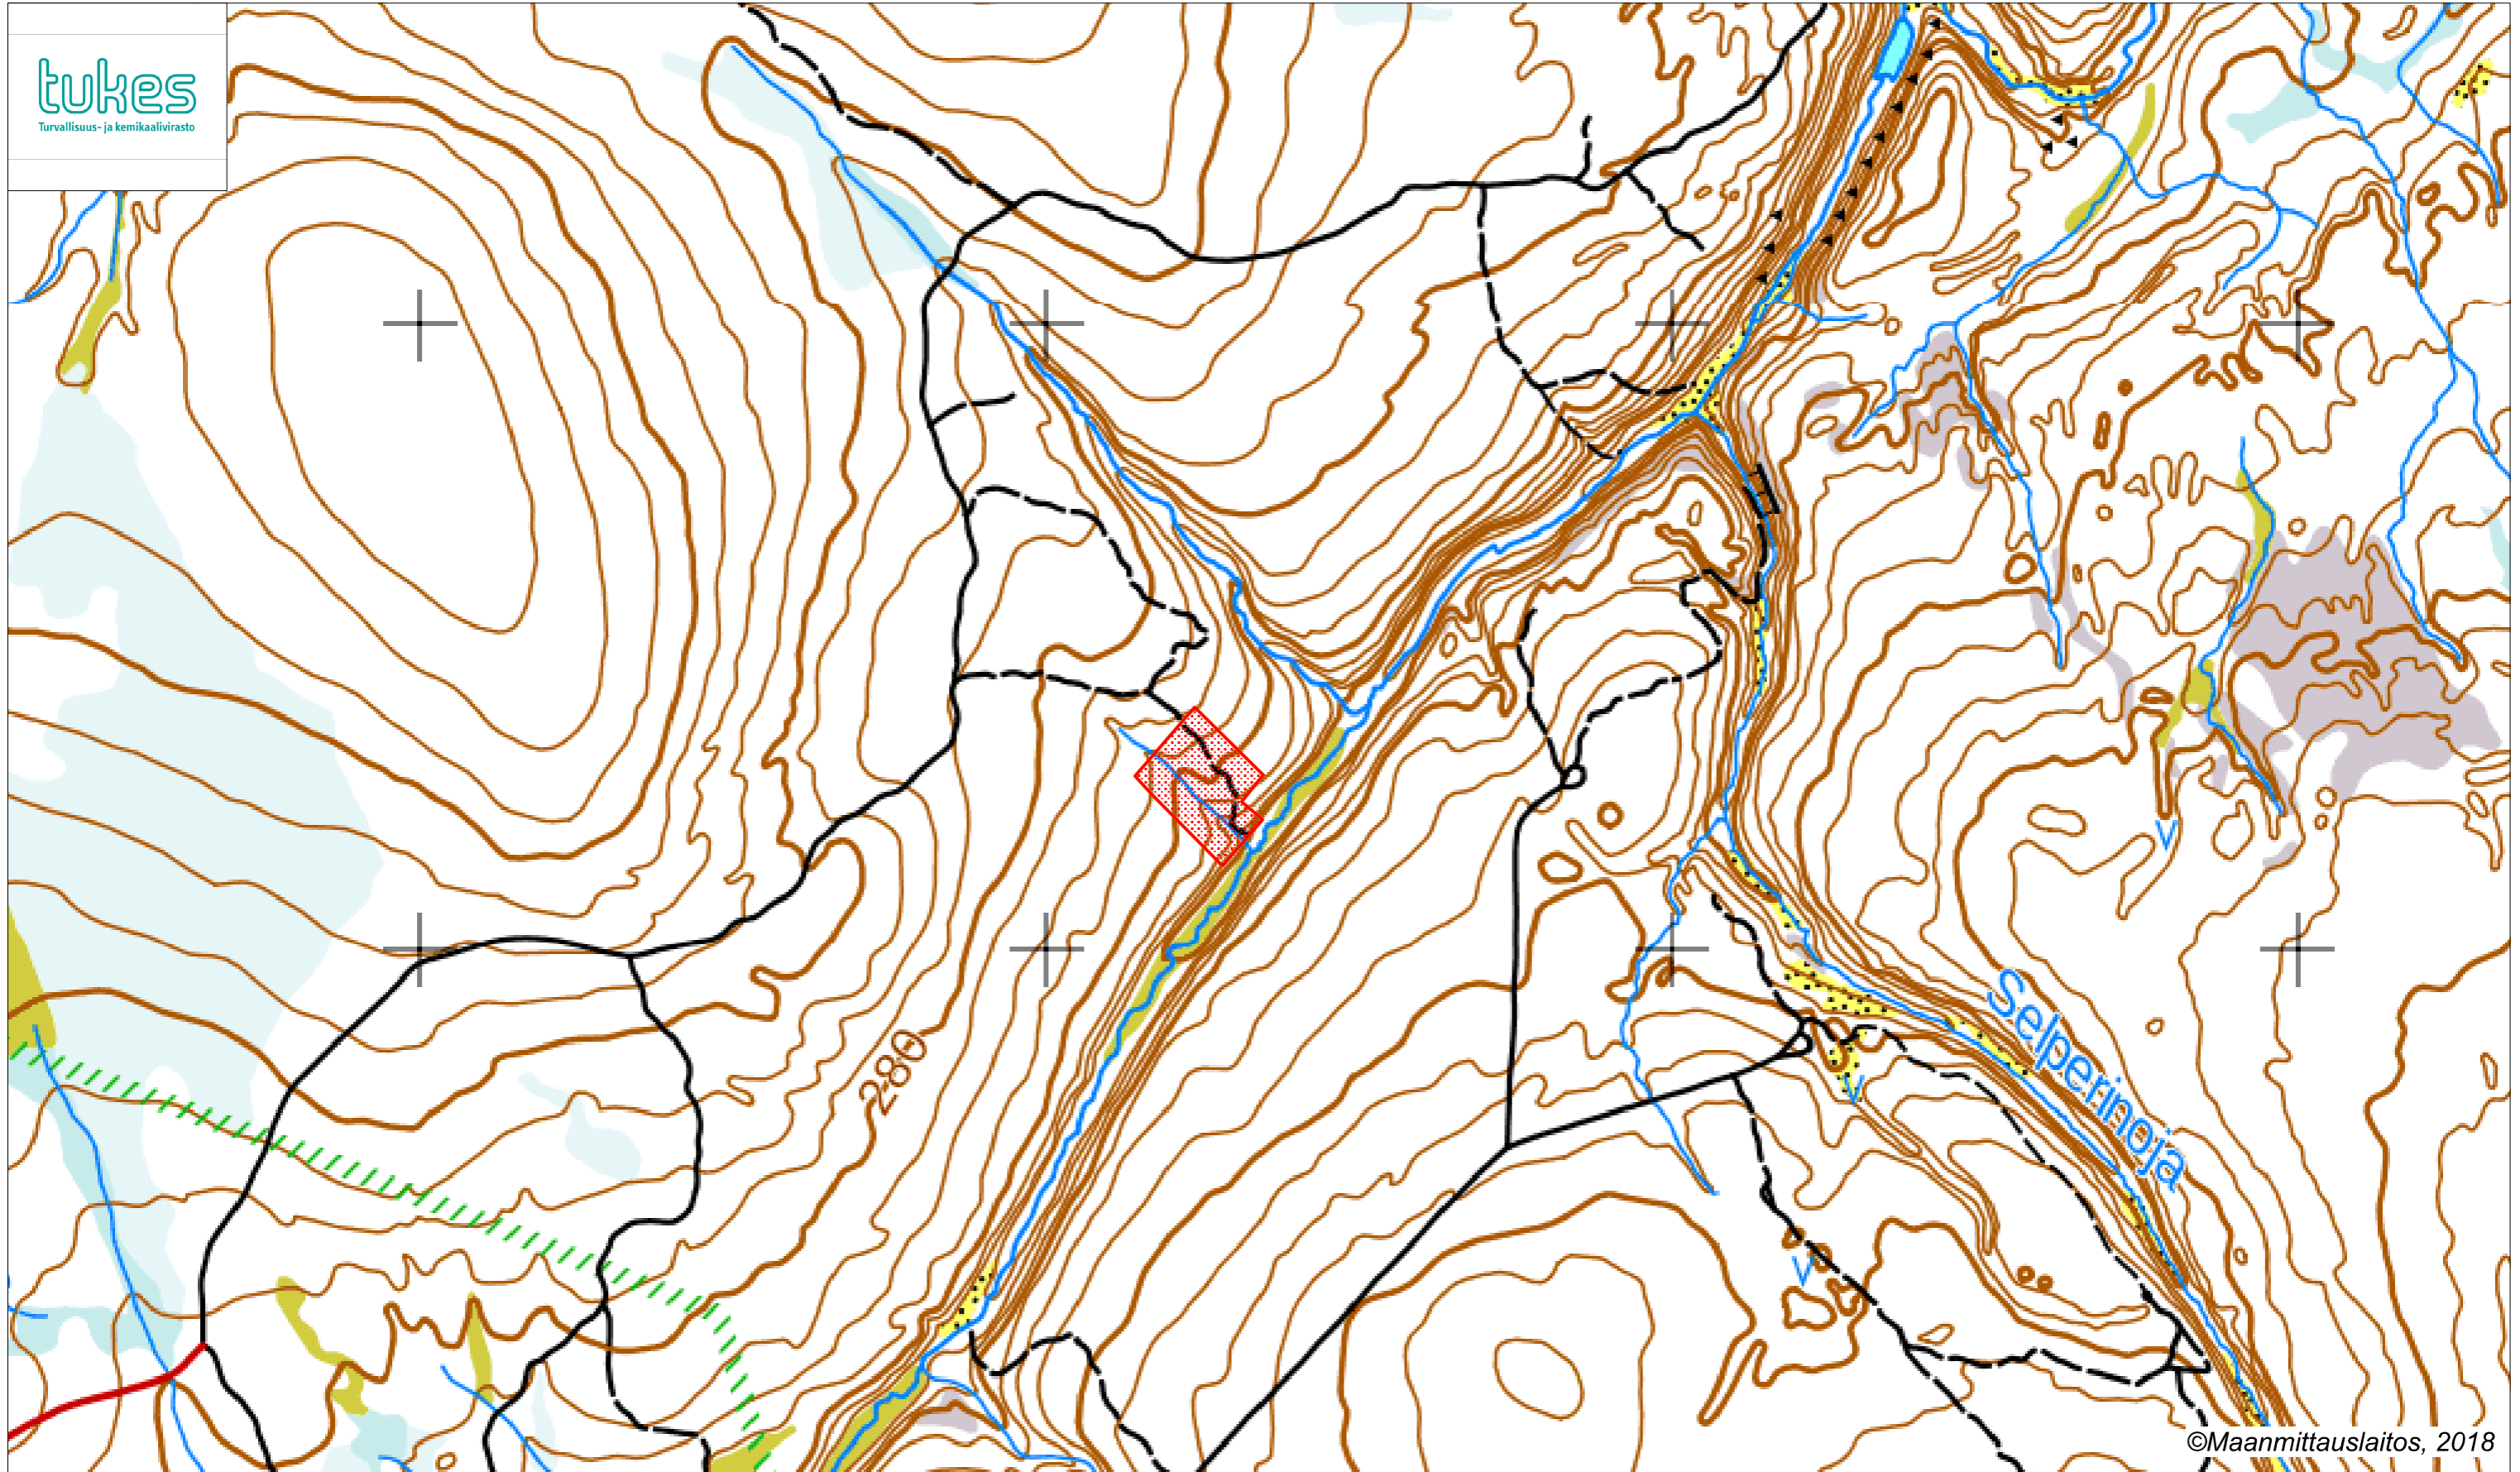 tukes
Turvallisuus- ja kemikaalivirasto
280
Selperinoja
©Maanmittauslaitos, 2018